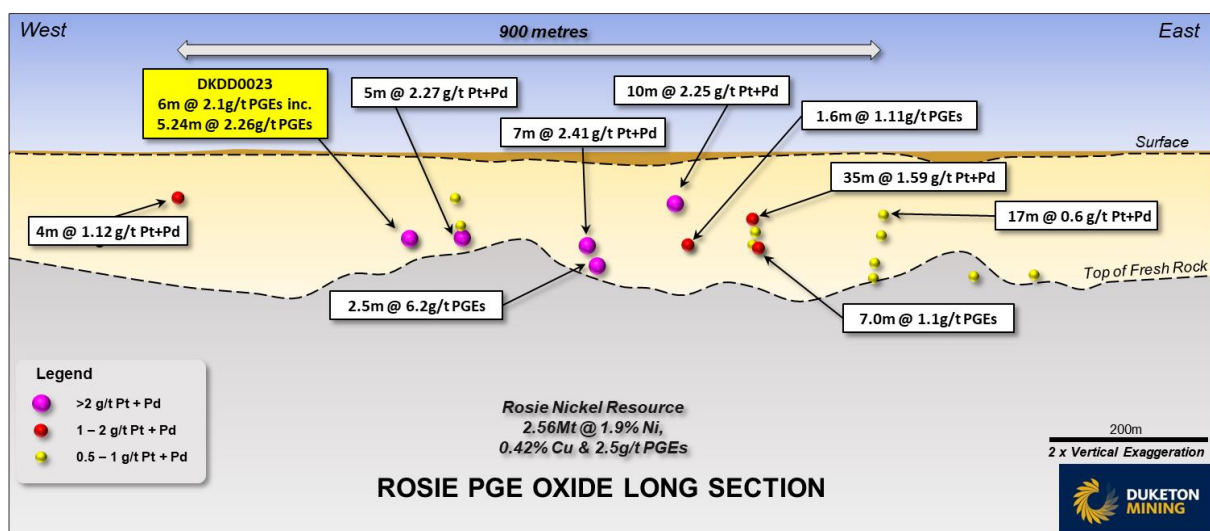 West
East
900 metres
DKDD0023
6m @ 2.1g/t PGEs inc.
5.24m @ 2.26g/t PGEs
5m @ 2.27 g/t Pt+Pd
10m @ 2.25 g/t Pt+Pd
7m @ 2.41 g/t Pt+Pd
1.6m @ 1.11g/t PGEs
Surface
35m @ 1.59 g/t Pt+Pd
4m @ 1.12 g/t Pt+Pd
17m @ 0.6 g/t Pt+Pd
Top of Fresh Rock
2.5m @ 6.2g/t PGEs
7.0m @ 1.1g/t PGEs
Legend
>2 g/t Pt + Pd
1 – 2 g/t Pt + Pd
0.5 – 1 g/t Pt + Pd
Rosie Nickel Resource
2.56Mt @ 1.9% Ni,
0.42% Cu & 2.5g/t PGEs
200m
2 x Vertical Exaggeration
ROSIE PGE OXIDE LONG SECTION
DUKETON
MINING